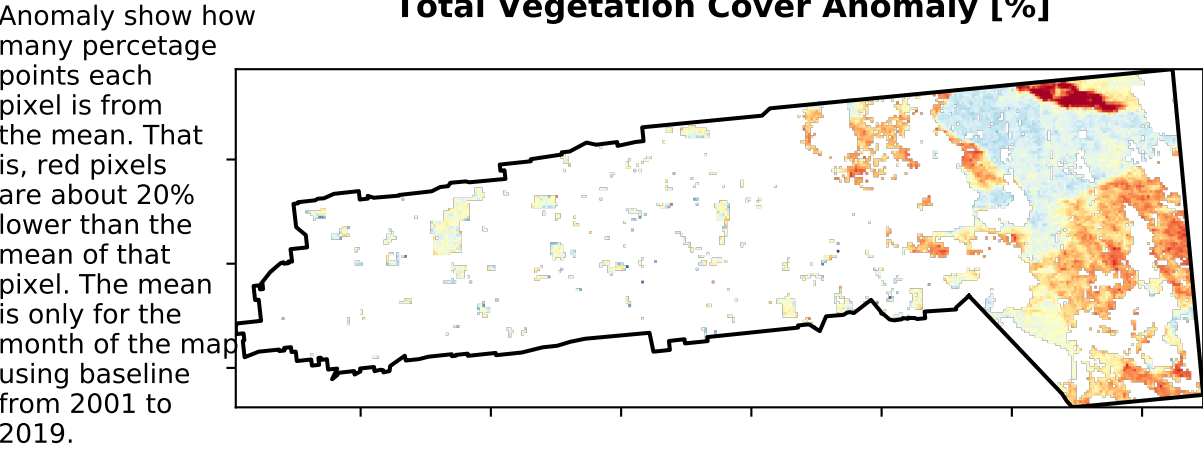 Total Vegetation Cover Anomaly [%]
Anomaly show how
many percetage
points each
pixel is from
the mean. That
is, red pixels
are about 20%
lower than the
mean of that
pixel. The mean
is only for the
month of the map
using baseline
from 2001 to
2019.